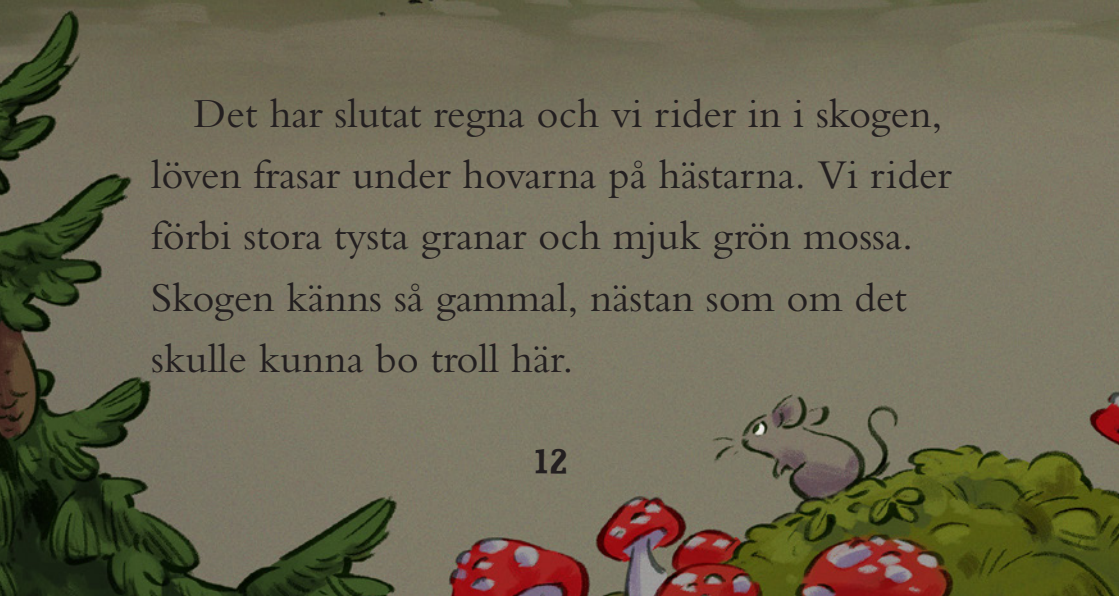 Det har slutat regna och vi rider in i skogen,
löven frasar under hovarna på hästarna. Vi rider
förbi stora tysta granar och mjuk grön mossa.
Skogen känns så gammal, nästan som om det
skulle kunna bo troll här.
12